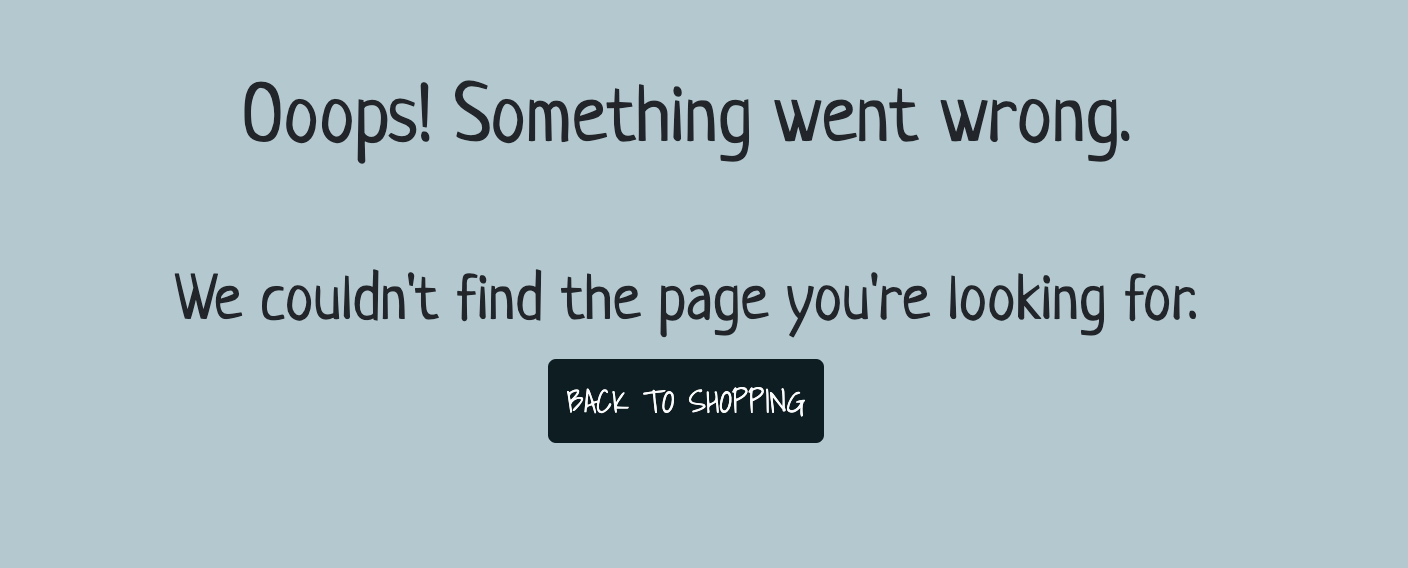 Ooops! Something went wrong.
We couldn't find the page you're looking for.
BACK TO SHOPPING